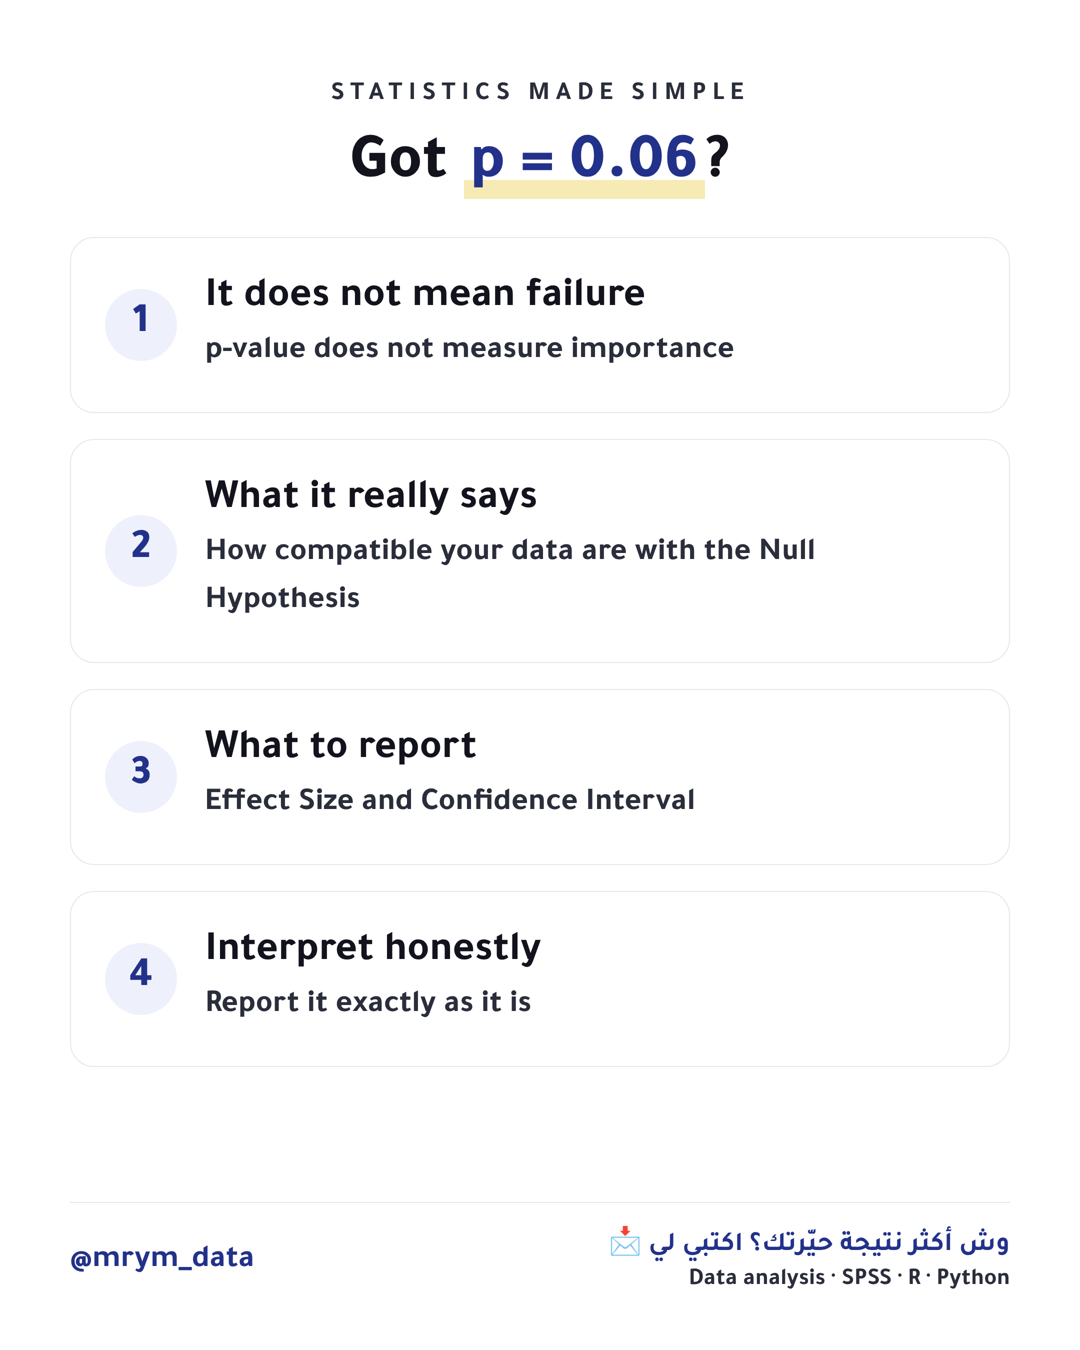 STATISTICS MADE SIMPLE
Got p = 0.06?
1
It does not mean failure
p-value does not measure importance
2
What it really says
How compatible your data are with the Null
Hypothesis
3
What to report
Effect Size and Confidence Interval
4
Interpret honestly
Report it exactly as it is
@mrym_data
وش أكثر نتيجة حيّرتك؟ اكتبي لي 📩
Data analysis · SPSS · R · Python